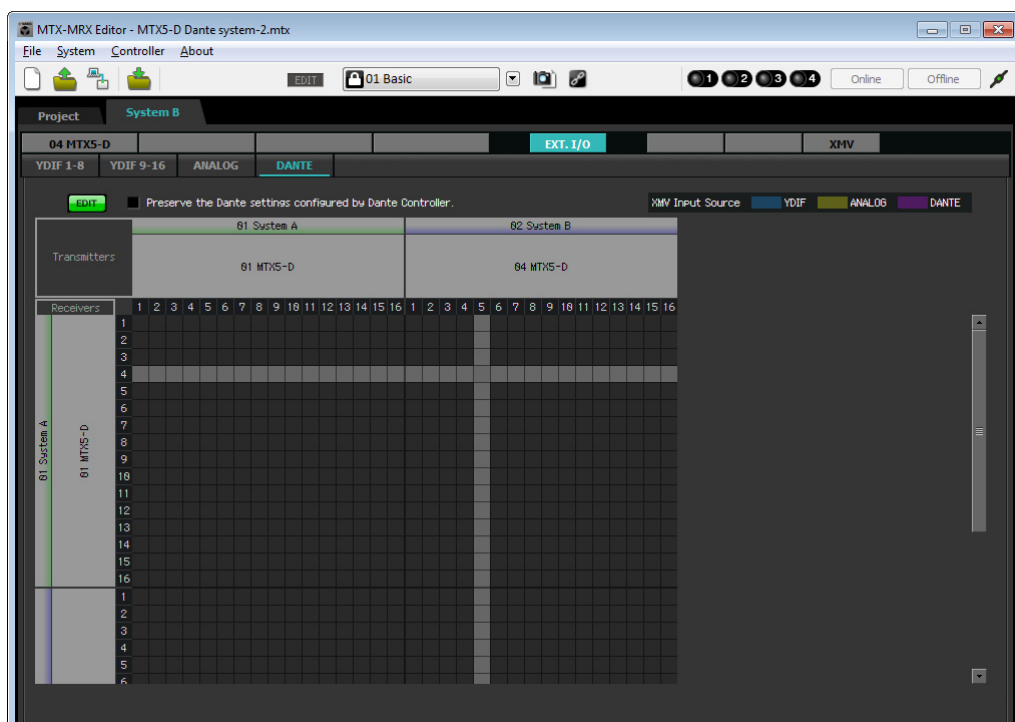 MTX-MRX Editor - MTX5-D Dante system-2.mtx
File System Controller About
EDIT 01 Basic 1 2 3 4 Online Offline
Project System B
04 MTX5-D EXT. I/O XMV
YDIF 1-8 YDIF 9-16 ANALOG DANTE
EDIT Preserve the Dante settings configured by Dante Controller. XMV Input Source YDIF ANALOG DANTE
01 System A 02 System B
Transmitters 01 MTX5-D 04 MTX5-D
Receivers 1 2 3 4 5 6 7 8 9 10 11 12 13 14 15 16 1 2 3 4 5 6 7 8 9 10 11 12 13 14 15 16
01 System A
01 MTX5-D
1
2
3
4
5
6
7
8
9
10
11
12
13
14
15
16
1
2
3
4
5
6